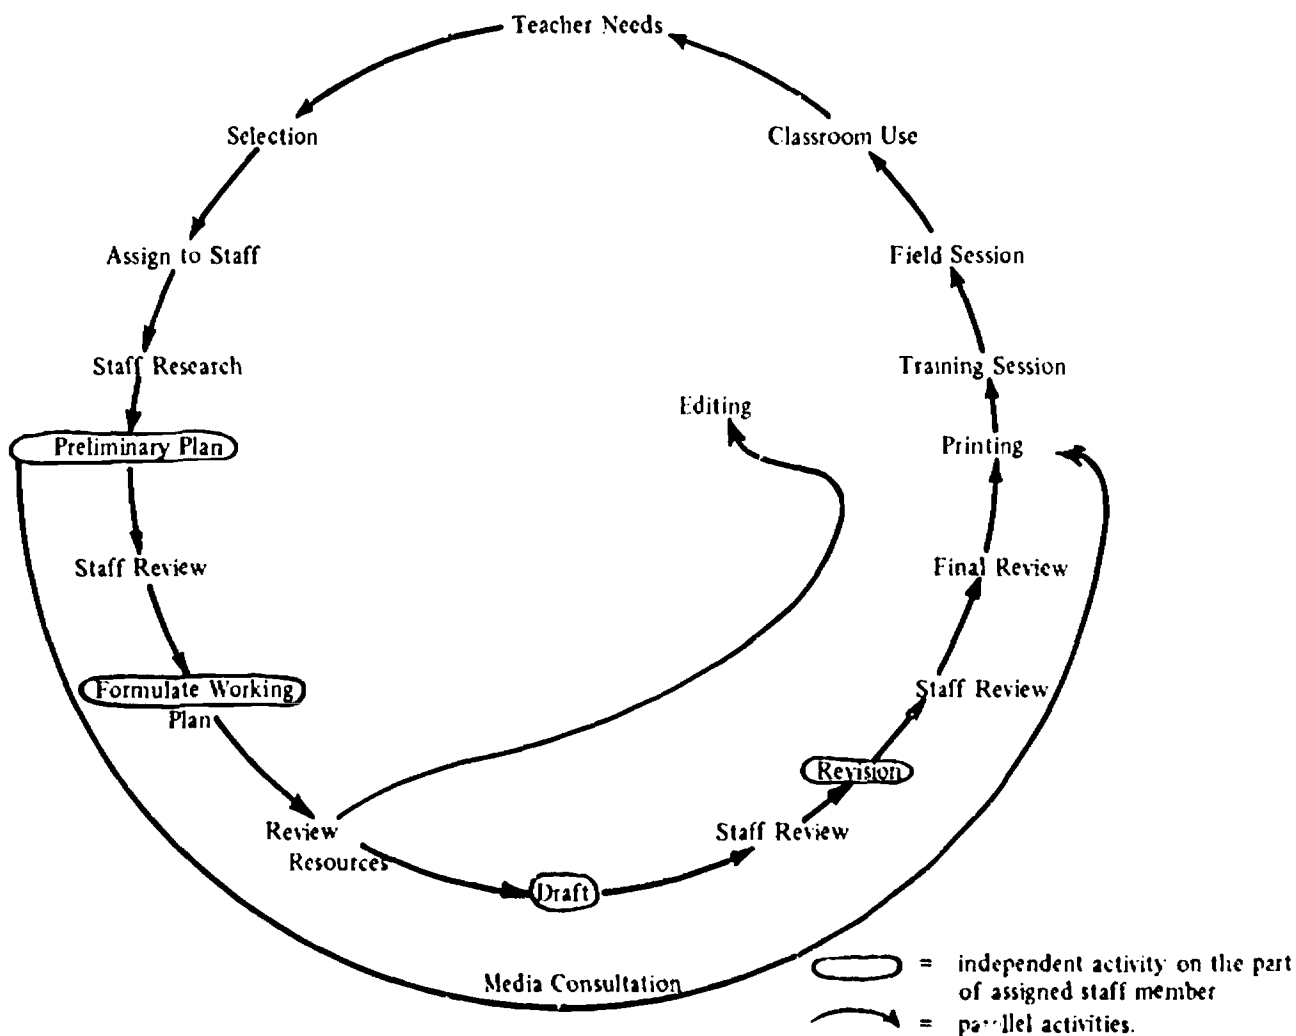 Teacher Needs
Selection
Classroom Use
Assign to Staff
Field Session
Staff Research
Training Session
Editing
Preliminary Plan
Printing
Staff Review
Final Review
Formulate Working
Plan
Staff Review
Revision
Review
Resources
Staff Review
Draft
Media Consultation
= independent activity on the part
of assigned staff member
= parallel activities.